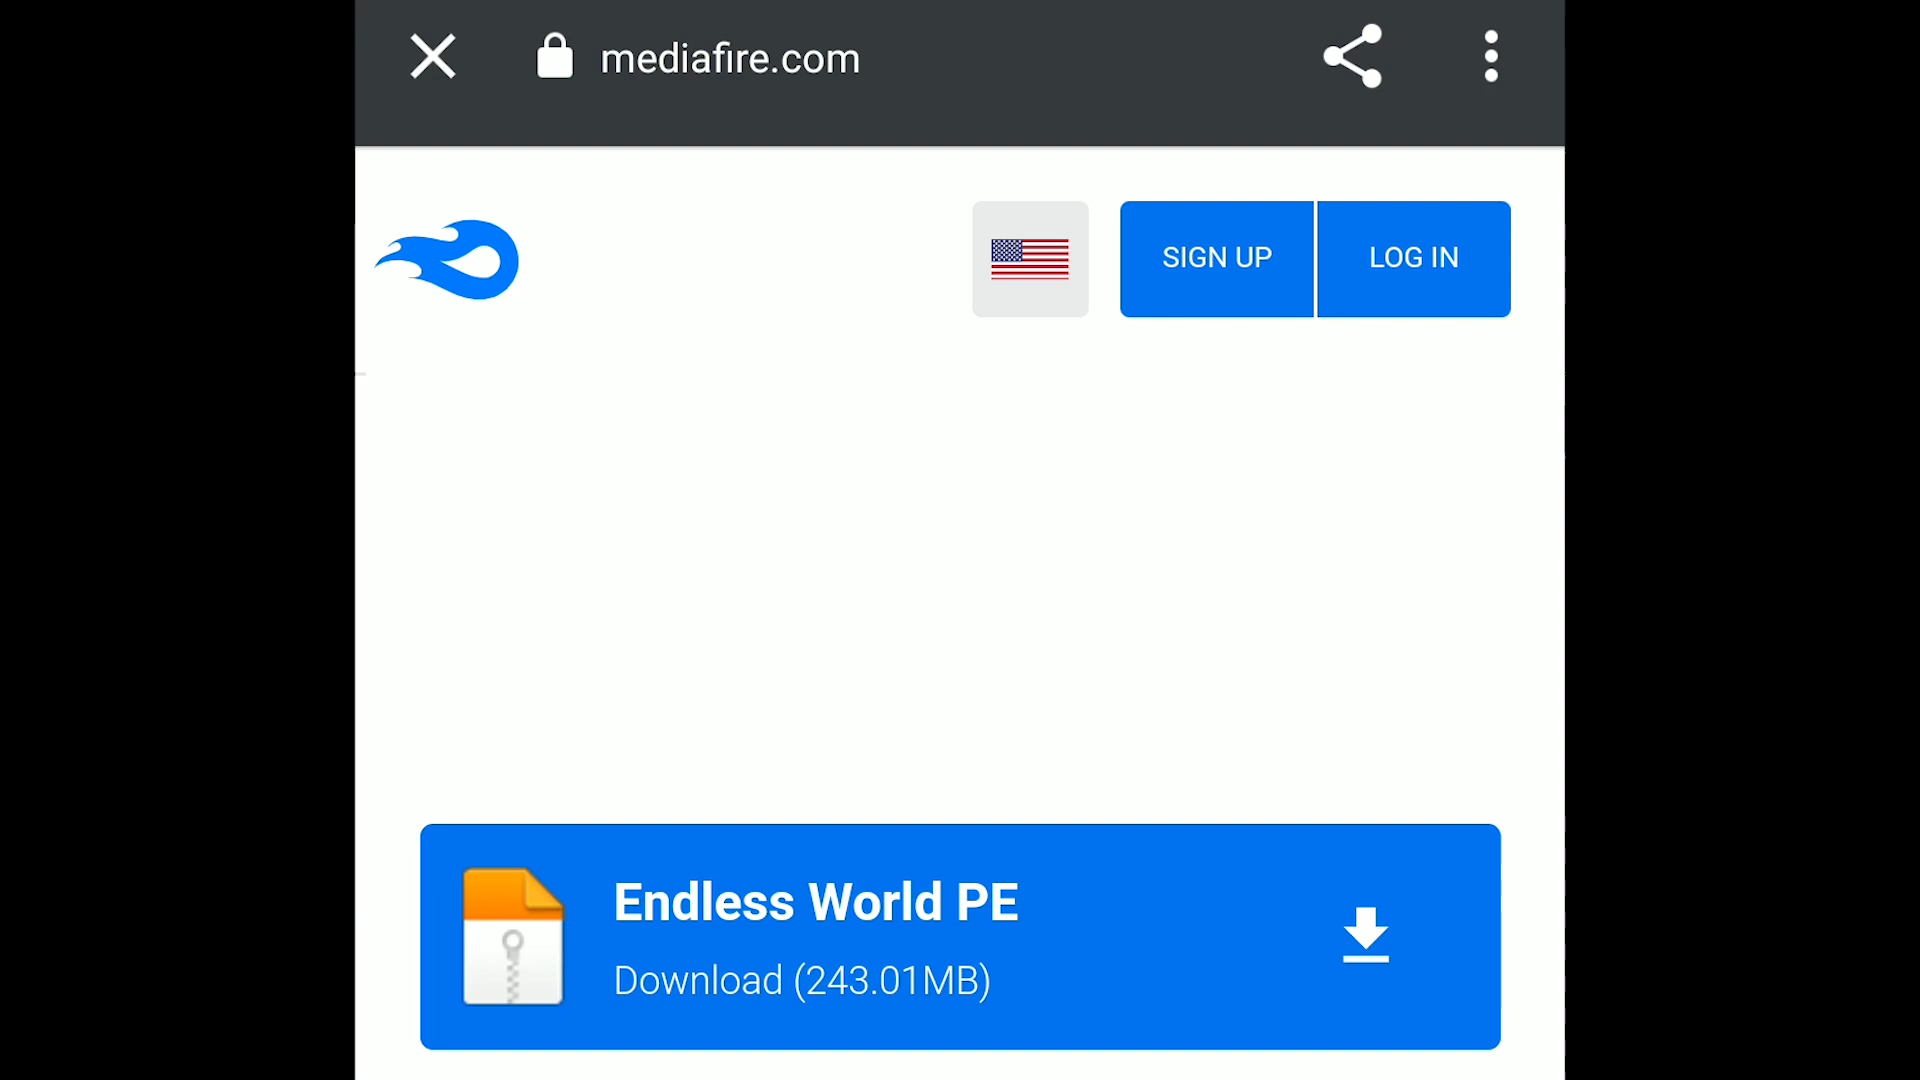 mediafire.com
SIGN UP
LOG IN
Endless World PE
Download (243.01MB)